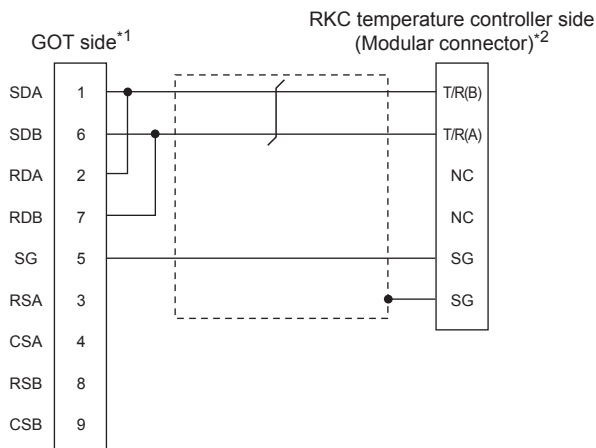 RKC temperature controller side
(Modular connector)*2
GOT side*1
SDA 1 T/R(B)
SDB 6 T/R(A)
RDA 2 NC
RDB 7 NC
SG 5 SG
RSA 3 SG
CSA 4
RSB 8
CSB 9